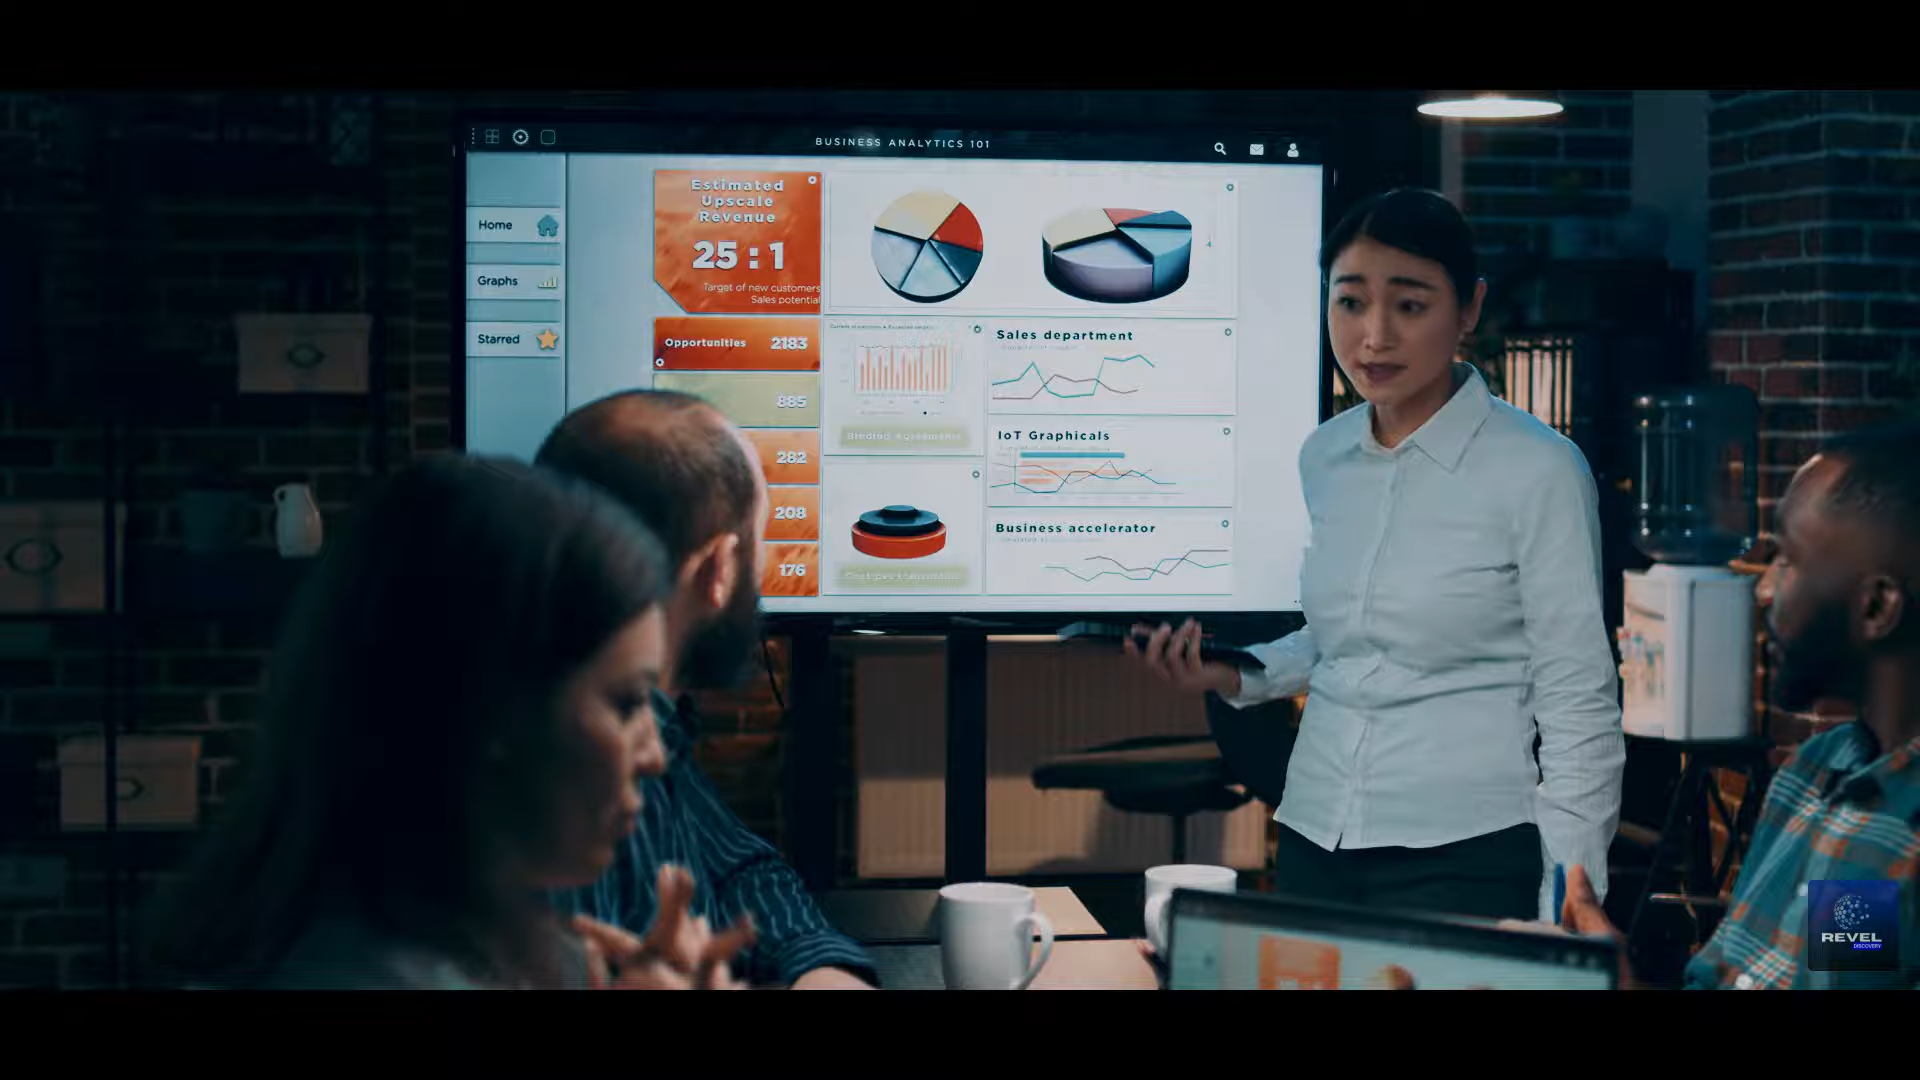 BUSINESS ANALYTICS 101
Home
Graphs
Starred
Estimated
Upscale
Revenue
25 : 1
Target of new customers
Sales potential
Opportunities 2183
885
282
208
176
Sales department
IoT Graphicals
Business accelerator
REVEL
DISCOVERY